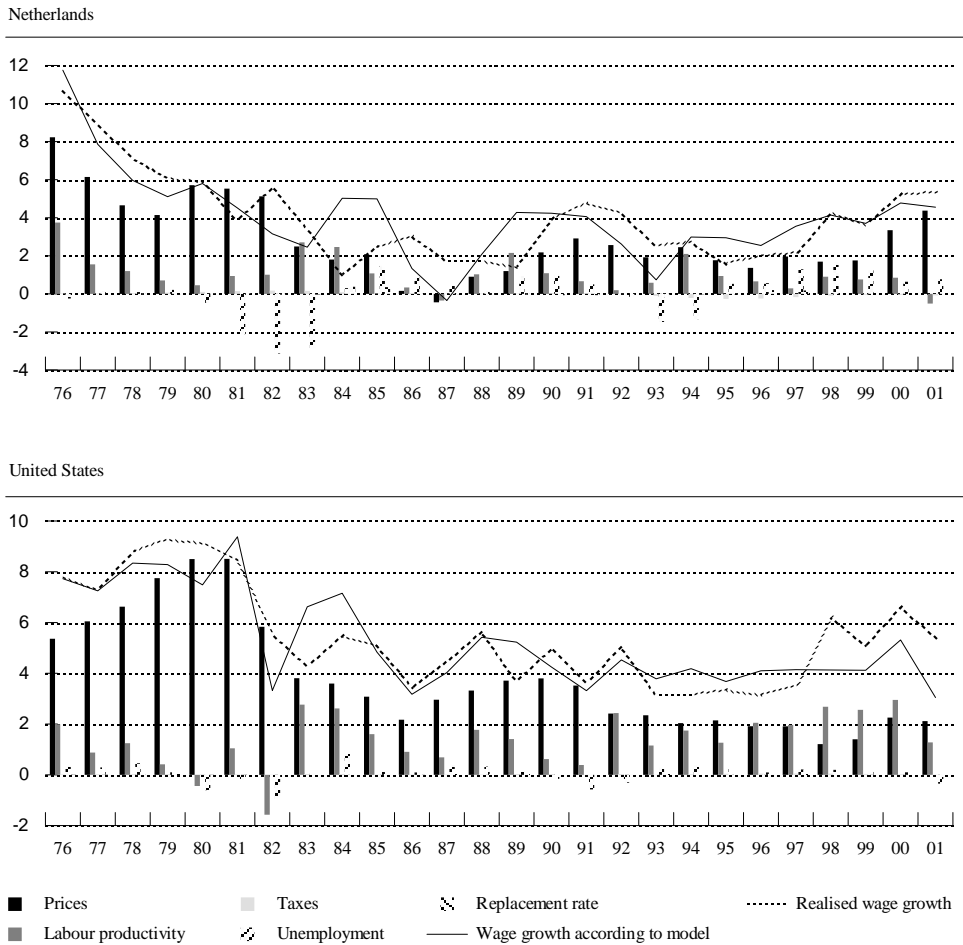 Netherlands
12
10
8
6
4
2
0
-2
-4
76 77 78 79 80 81 82 83 84 85 86 87 88 89 90 91 92 93 94 95 96 97 98 99 00 01
United States
10
8
6
4
2
0
-2
76 77 78 79 80 81 82 83 84 85 86 87 88 89 90 91 92 93 94 95 96 97 98 99 00 01
Prices Taxes Replacement rate Realised wage growth
Labour productivity Unemployment Wage growth according to model